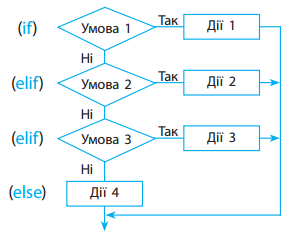 (if) Умова 1 Так Дії 1
Ні
(elif) Умова 2 Так Дії 2
Ні
(elif) Умова 3 Так Дії 3
Ні
(else) Дії 4